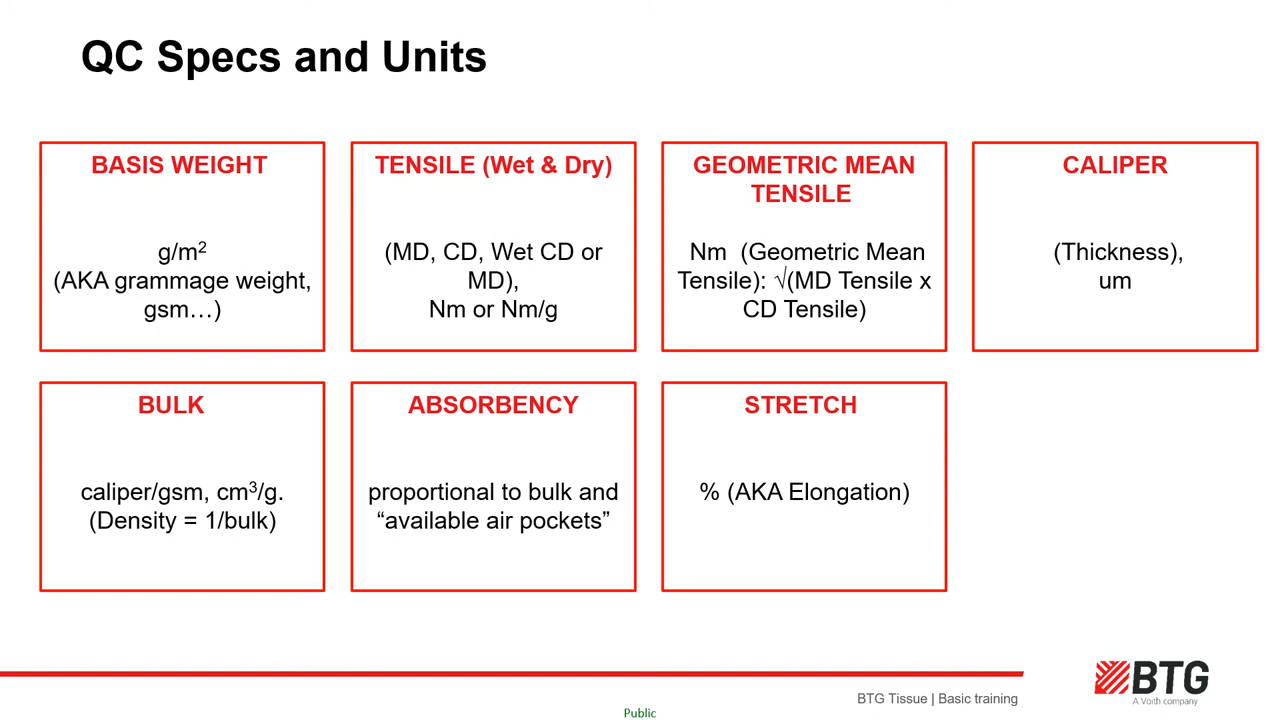 QC Specs and Units
BASIS WEIGHT
g/m²
(AKA grammage weight,
gsm…)
TENSILE (Wet & Dry)
(MD, CD, Wet CD or
MD),
Nm or Nm/g
GEOMETRIC MEAN
TENSILE
Nm (Geometric Mean
Tensile): √(MD Tensile x
CD Tensile)
CALIPER
(Thickness),
um
BULK
caliper/gsm, cm³/g.
(Density = 1/bulk)
ABSORBENCY
proportional to bulk and
“available air pockets”
STRETCH
% (AKA Elongation)
BTG
A Voith company
BTG Tissue | Basic training
Public